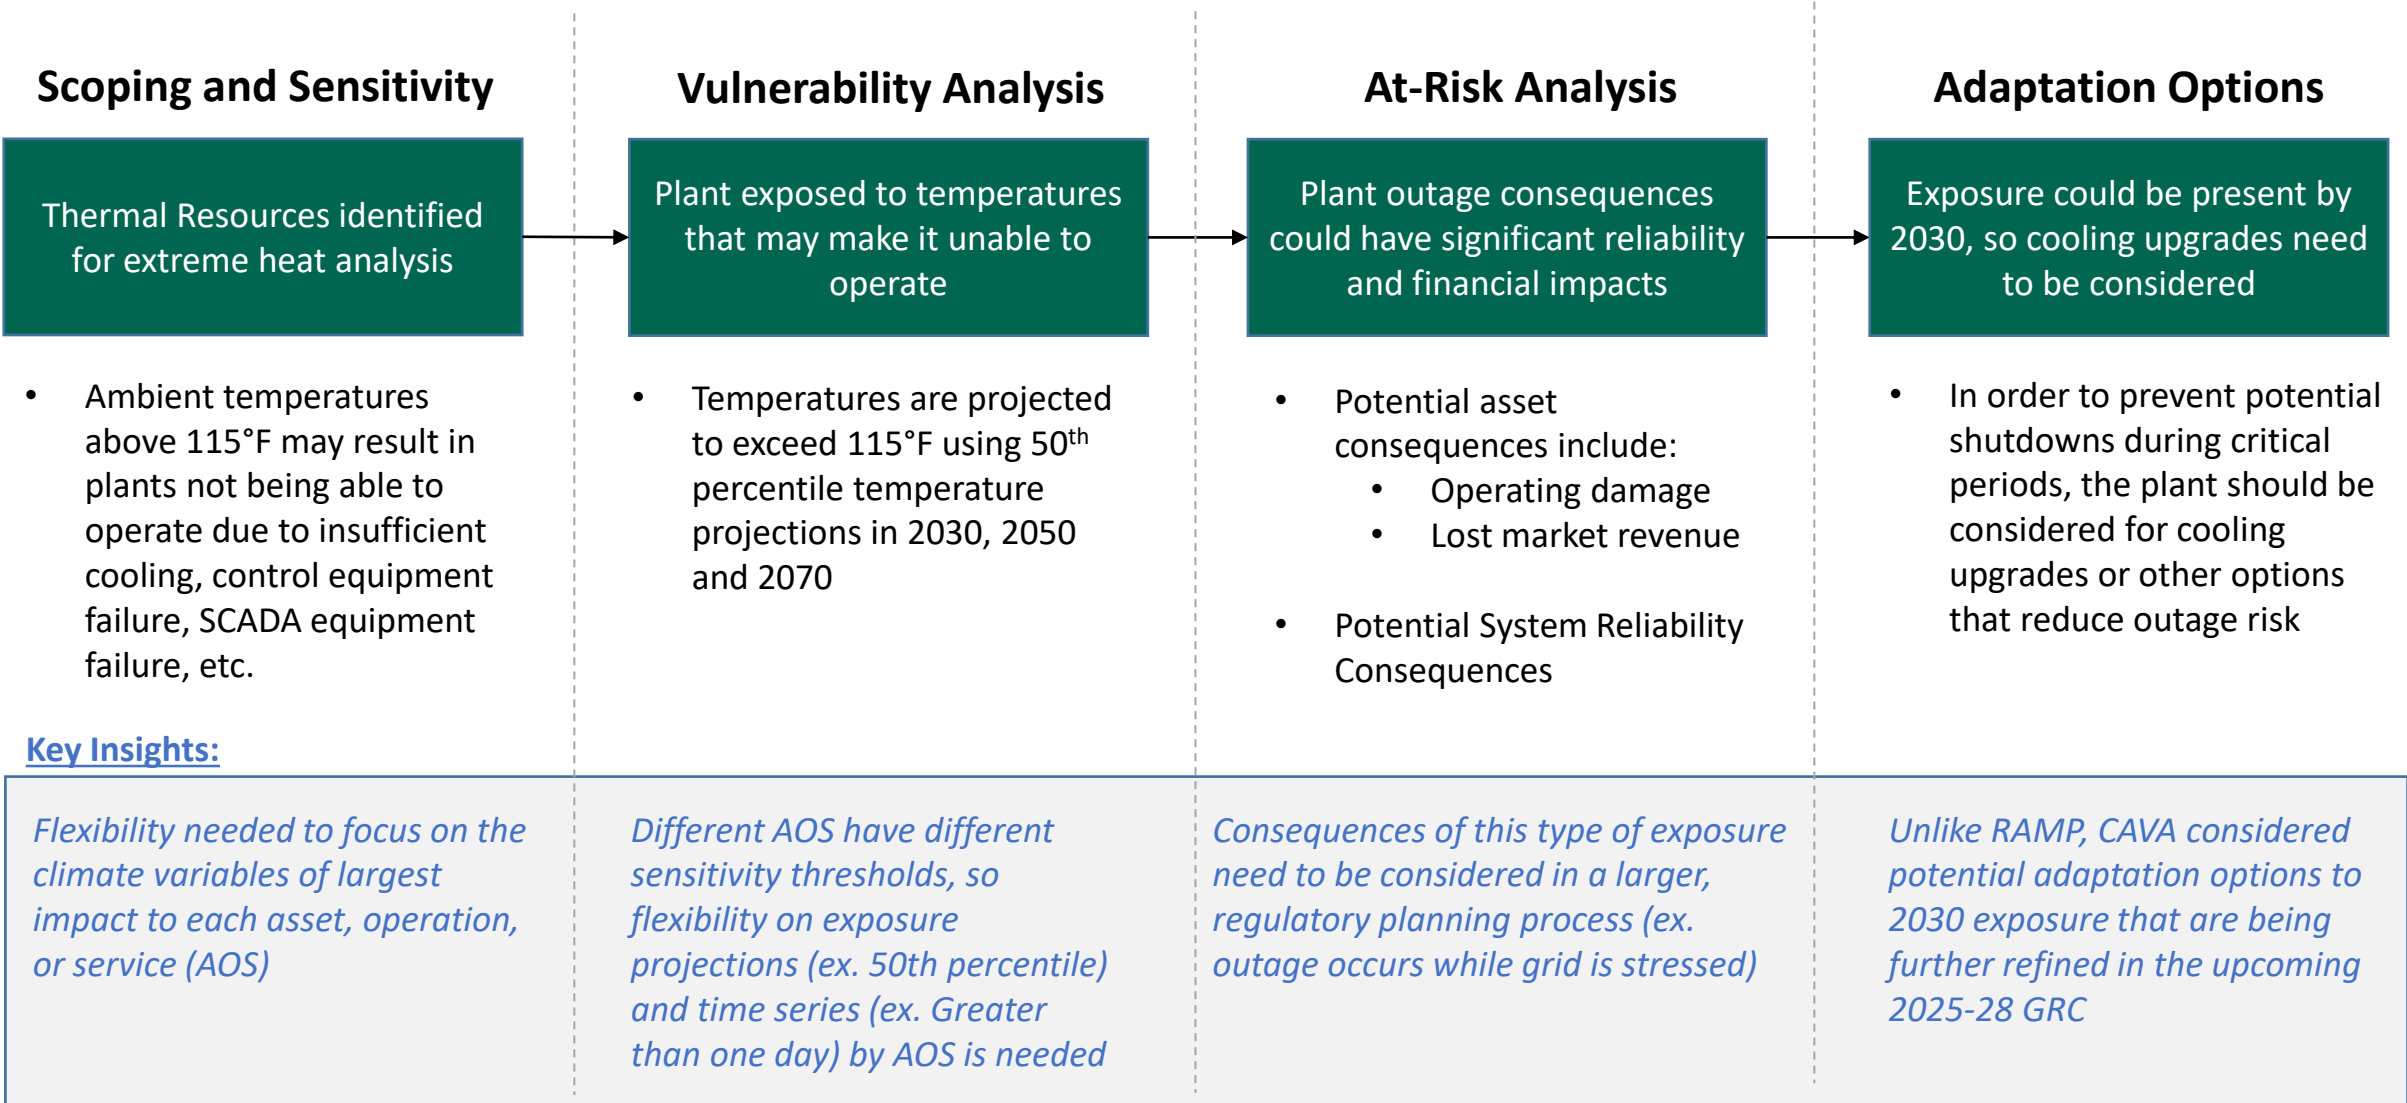 Scoping and Sensitivity
Thermal Resources identified
for extreme heat analysis
• Ambient temperatures
above 115°F may result in
plants not being able to
operate due to insufficient
cooling, control equipment
failure, SCADA equipment
failure, etc.
Vulnerability Analysis
Plant exposed to temperatures
that may make it unable to
operate
• Temperatures are projected
to exceed 115°F using 50th
percentile temperature
projections in 2030, 2050
and 2070
At-Risk Analysis
Plant outage consequences
could have significant reliability
and financial impacts
• Potential asset
consequences include:
• Operating damage
• Lost market revenue
• Potential System Reliability
Consequences
Adaptation Options
Exposure could be present by
2030, so cooling upgrades need
to be considered
• In order to prevent potential
shutdowns during critical
periods, the plant should be
considered for cooling
upgrades or other options
that reduce outage risk
Key Insights:
Flexibility needed to focus on the
climate variables of largest
impact to each asset, operation,
or service (AOS)
Different AOS have different
sensitivity thresholds, so
flexibility on exposure
projections (ex. 50th percentile)
and time series (ex. Greater
than one day) by AOS is needed
Consequences of this type of exposure
need to be considered in a larger,
regulatory planning process (ex.
outage occurs while grid is stressed)
Unlike RAMP, CAVA considered
potential adaptation options to
2030 exposure that are being
further refined in the upcoming
2025-28 GRC